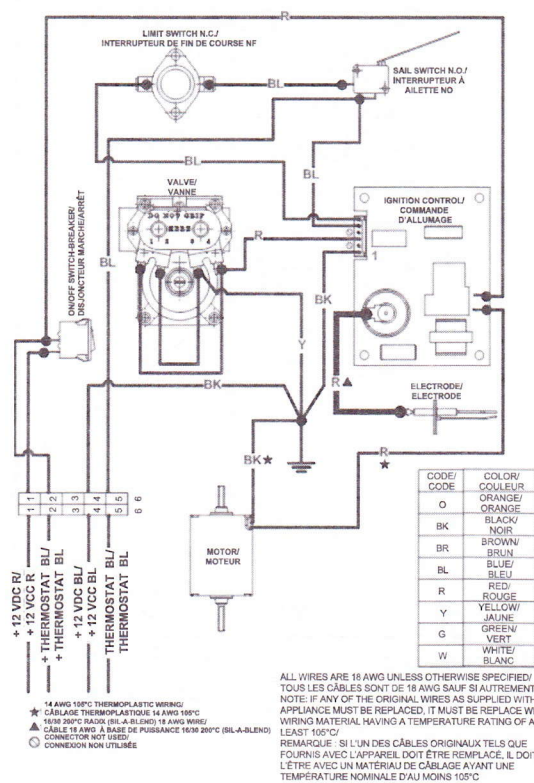 R
LIMIT SWITCH N.C./
INTERRUPTEUR DE FIN DE COURSE NF
SAIL SWITCH N.O./
INTERRUPTEUR À
AILETTE NO
BL
BL
BL
VALVE/
VANNE
DO NOT GRIP
HERE
1 2 3 4
R
IGNITION CONTROL/
COMMANDE
D'ALLUMAGE
1
ON/OFF SWITCH-BREAKER/
DISJONCTEUR MARCHE/ARRÊT
BL
BK
Y
R▲
ELECTRODE/
ELECTRODE
BK
BK★
R
★
1 2 3 4 5 6
1 2 3 4 5 6
MOTOR/
MOTEUR
+ 12 VDC R/
+ 12 VCC R
+ THERMOSTAT BL/
+ THERMOSTAT BL
+ 12 VDC BL/
+ 12 VCC BL
THERMOSTAT BL/
THERMOSTAT BL
CODE/
CODE
COLOR/
COULEUR
O ORANGE/
ORANGE
BK BLACK/
NOIR
BR BROWN/
BRUN
BL BLUE/
BLEU
R RED/
ROUGE
Y YELLOW/
JAUNE
G GREEN/
VERT
W WHITE/
BLANC
14 AWG 105°C THERMOPLASTIC WIRING/
★ CÂBLAGE THERMOPLASTIQUE 14 AWG 105°C
16/30 200°C RADIX (SIL-A-BLEND) 18 AWG WIRE/
▲ CÂBLE 18 AWG À BASE DE PUISSANCE 16/30 200°C (SIL-A-BLEND)
CONNECTOR NOT USED/
CONNEXION NON UTILISÉE
ALL WIRES ARE 18 AWG UNLESS OTHERWISE SPECIFIED/
TOUS LES CÂBLES SONT DE 18 AWG SAUF SI AUTREMENT
NOTE: IF ANY OF THE ORIGINAL WIRES AS SUPPLIED WITH
APPLIANCE MUST BE REPLACED, IT MUST BE REPLACE WI
WIRING MATERIAL HAVING A TEMPERATURE RATING OF A
LEAST 105°C/
REMARQUE : SI L'UN DES CÂBLES ORIGINAUX TELS QUE
FOURNIS AVEC L'APPAREIL DOIT ÊTRE REMPLACÉ, IL DOIT
L'ÊTRE AVEC UN MATÉRIAU DE CÂBLAGE AYANT UNE
TEMPÉRATURE NOMINALE D'AU MOINS 105°C